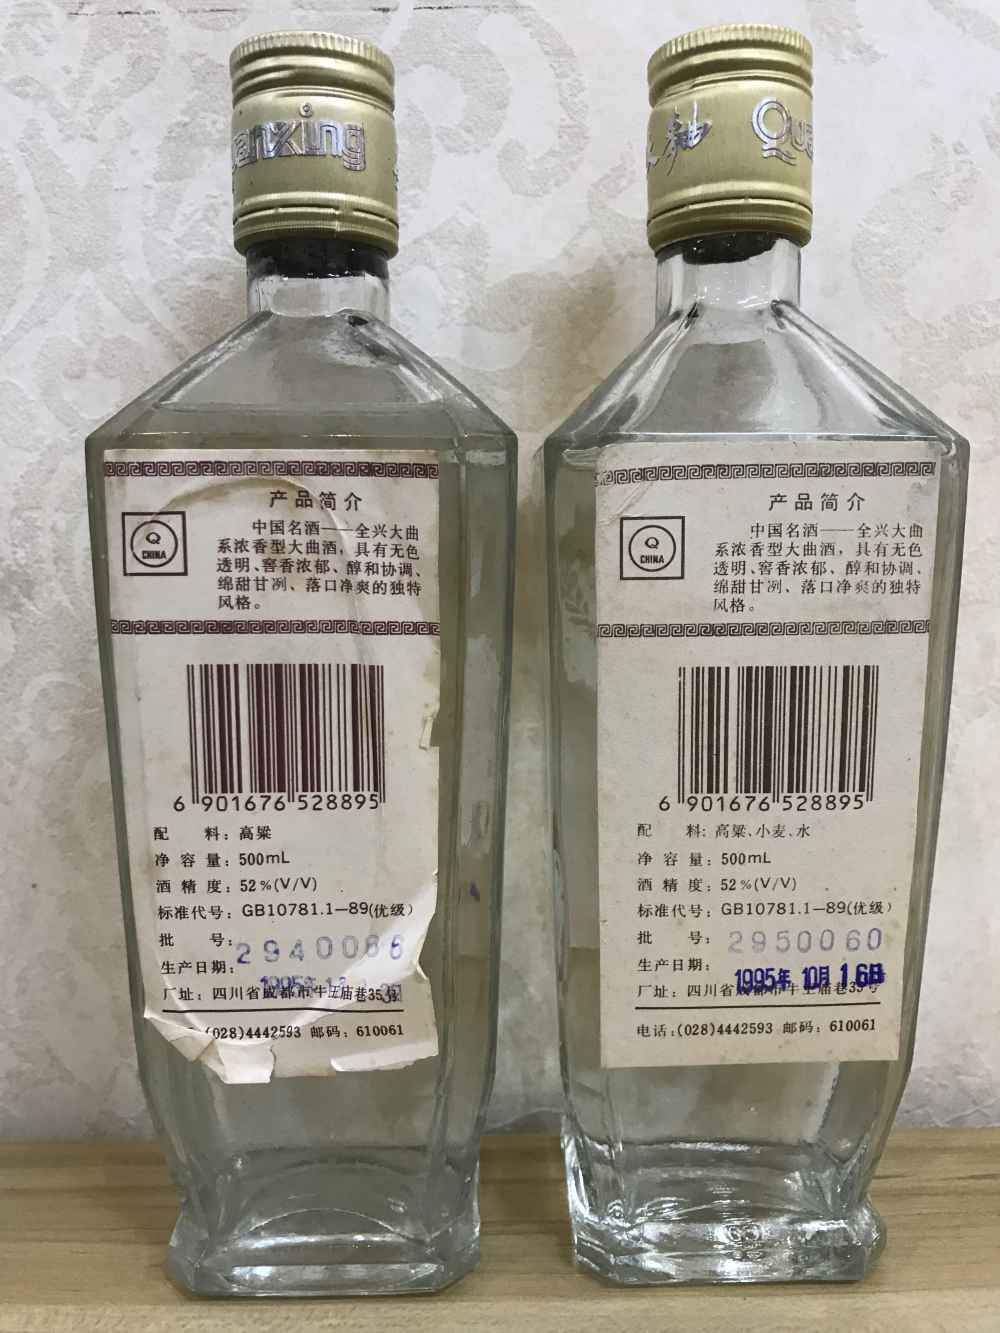 anxing
Qua
产品简介
Q
CHINA
中国名酒——全兴大曲
系浓香型大曲酒，具有无色
透明、窖香浓郁、醇和协调、
绵甜甘冽、落口净爽的独特
风格。
6 901676 528895
配 料：高粱
净 容 量：500mL
酒 精 度：52%(V/V)
标准代号：GB10781.1—89(优级)
批 号：2940086
生产日期：1995年
厂址：四川省成都市牛王庙巷35号
(028)4442593 邮码：610061
产品简介
Q
CHINA
中国名酒——全兴大曲
系浓香型大曲酒，具有无色
透明、窖香浓郁、醇和协调、
绵甜甘冽、落口净爽的独特
风格。
6 901676 528895
配 料：高粱、小麦、水
净 容 量：500mL
酒 精 度：52%(V/V)
标准代号：GB10781.1—89(优级)
批 号：2950060
生产日期：1995年 10月 16日
厂址：四川省成都市牛王庙巷35号
电话：(028)4442593 邮码：610061